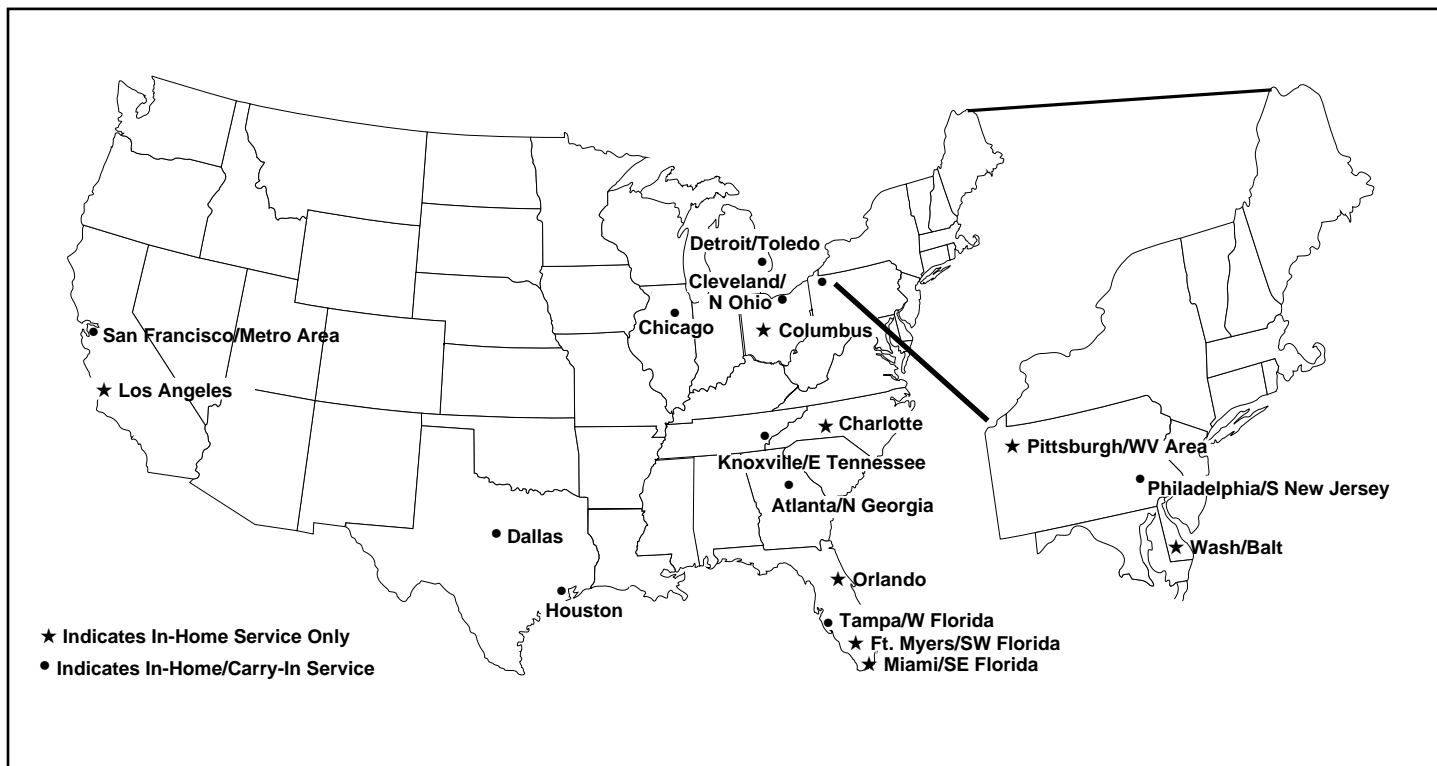 Detroit/Toledo
Cleveland/
N Ohio
Chicago
Columbus
San Francisco/Metro Area
Los Angeles
Charlotte
Knoxville/E Tennessee
Pittsburgh/WV Area
Philadelphia/S New Jersey
Atlanta/N Georgia
Dallas
Wash/Balt
Orlando
Houston
Tampa/W Florida
Ft. Myers/SW Florida
Miami/SE Florida
★ Indicates In-Home Service Only
● Indicates In-Home/Carry-In Service